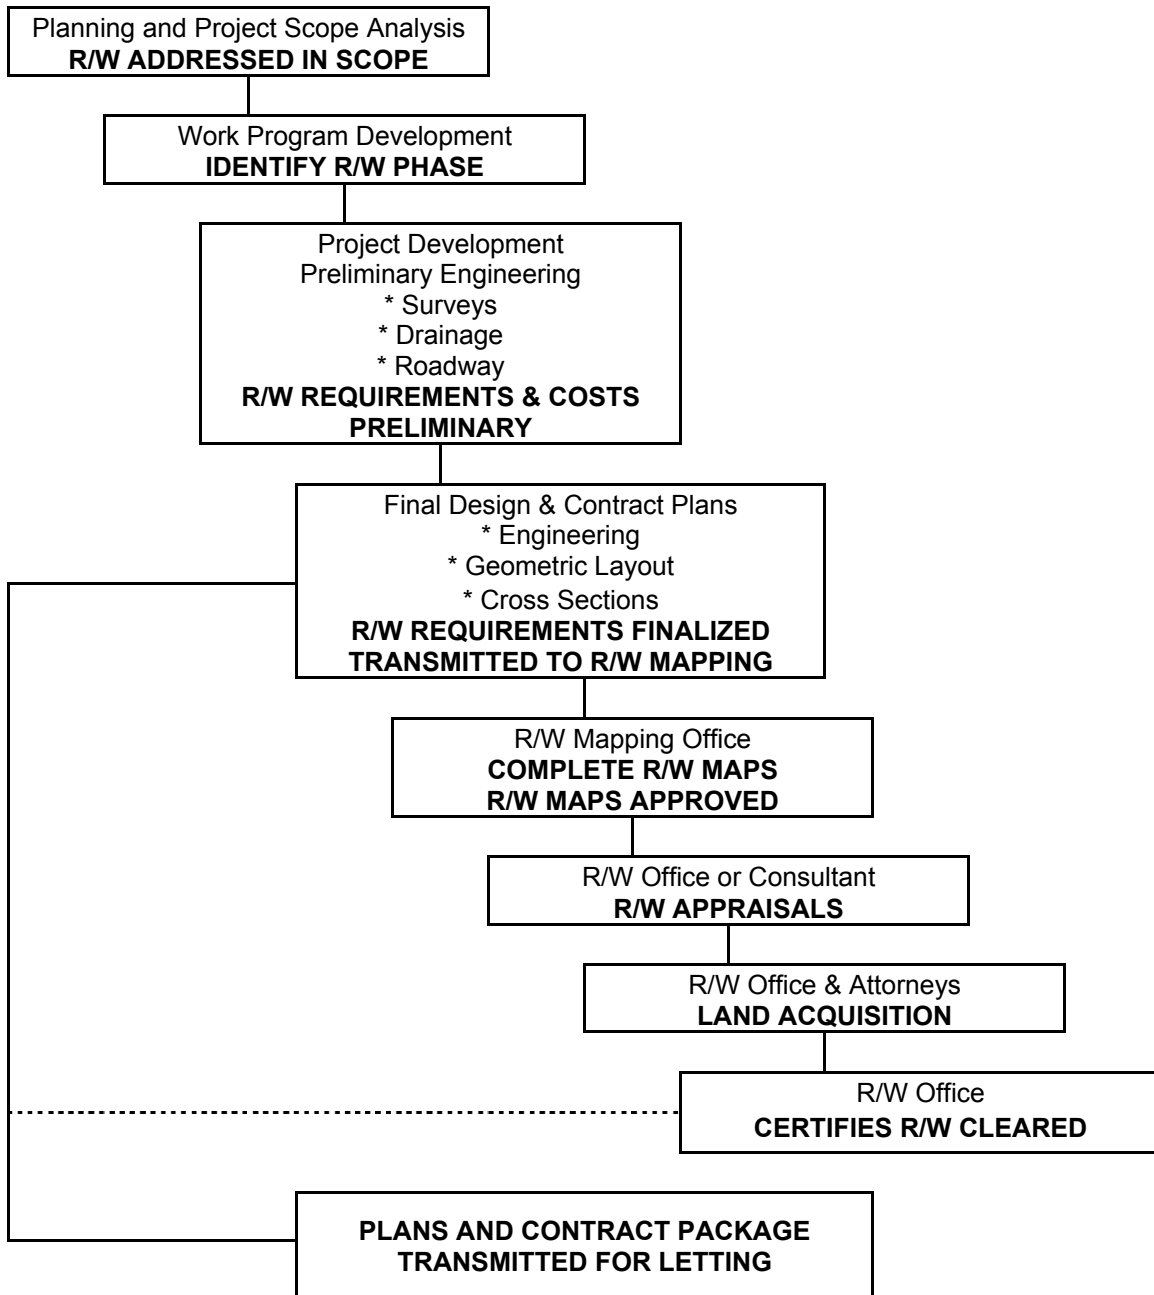 Planning and Project Scope Analysis
R/W ADDRESSED IN SCOPE
Work Program Development
IDENTIFY R/W PHASE
Project Development
Preliminary Engineering
* Surveys
* Drainage
* Roadway
R/W REQUIREMENTS & COSTS
PRELIMINARY
Final Design & Contract Plans
* Engineering
* Geometric Layout
* Cross Sections
R/W REQUIREMENTS FINALIZED
TRANSMITTED TO R/W MAPPING
R/W Mapping Office
COMPLETE R/W MAPS
R/W MAPS APPROVED
R/W Office or Consultant
R/W APPRAISALS
R/W Office & Attorneys
LAND ACQUISITION
R/W Office
CERTIFIES R/W CLEARED
PLANS AND CONTRACT PACKAGE
TRANSMITTED FOR LETTING